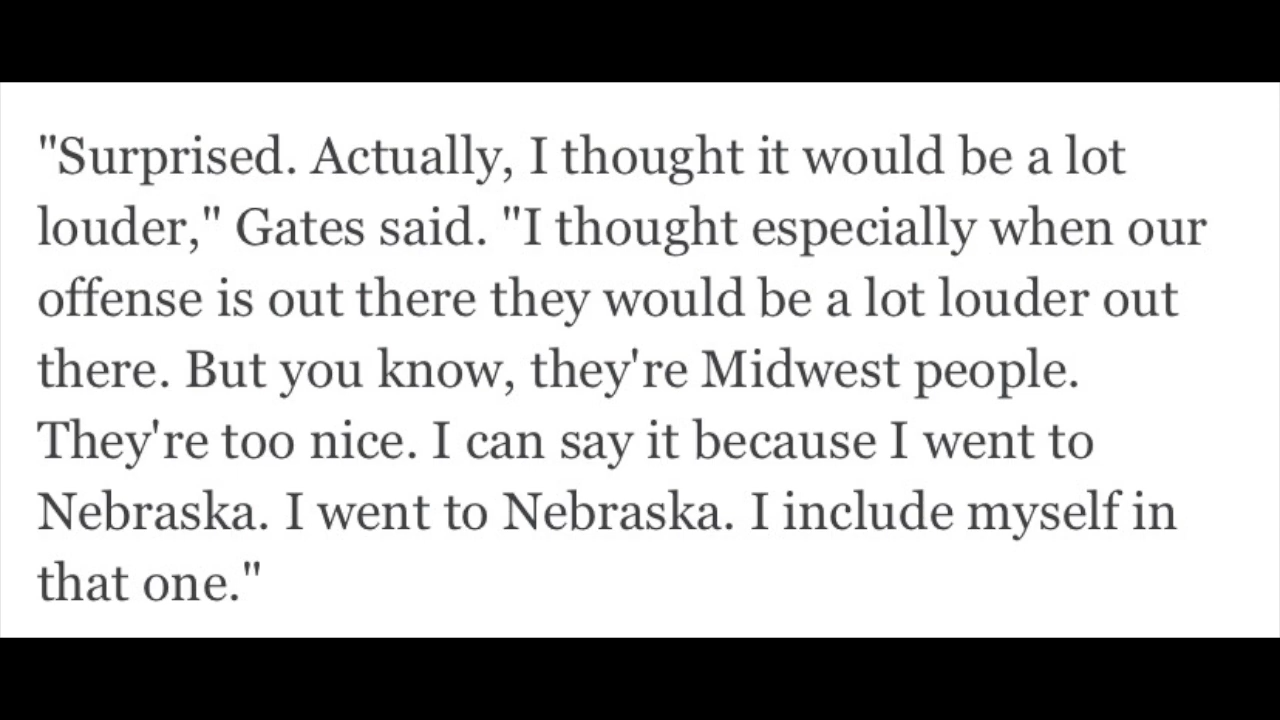 "Surprised. Actually, I thought it would be a lot
louder," Gates said. "I thought especially when our
offense is out there they would be a lot louder out
there. But you know, they're Midwest people.
They're too nice. I can say it because I went to
Nebraska. I went to Nebraska. I include myself in
that one."